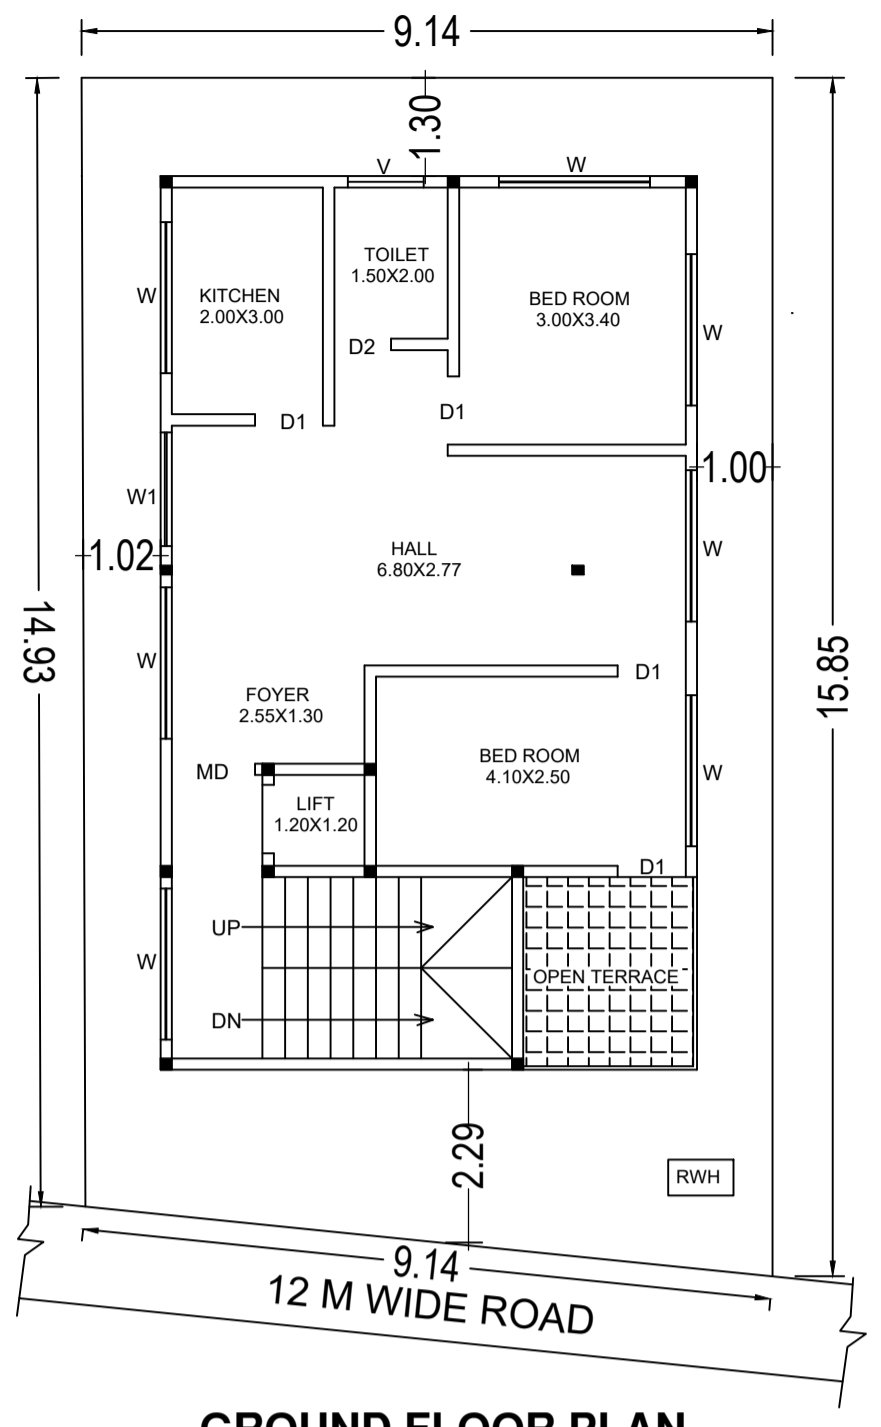 9.14
1.30
V
W
TOILET
1.50X2.00
KITCHEN
2.00X3.00
BED ROOM
3.00X3.40
W
W
D2
D1
D1
1.00
W1
1.02
HALL
6.80X2.77
W
14.93
15.85
W
D1
FOYER
2.55X1.30
BED ROOM
4.10X2.50
MD
W
LIFT
1.20X1.20
D1
UP
W
OPEN TERRACE
DN
2.29
RWH
9.14
12 M WIDE ROAD
GROUND FLOOR PLAN